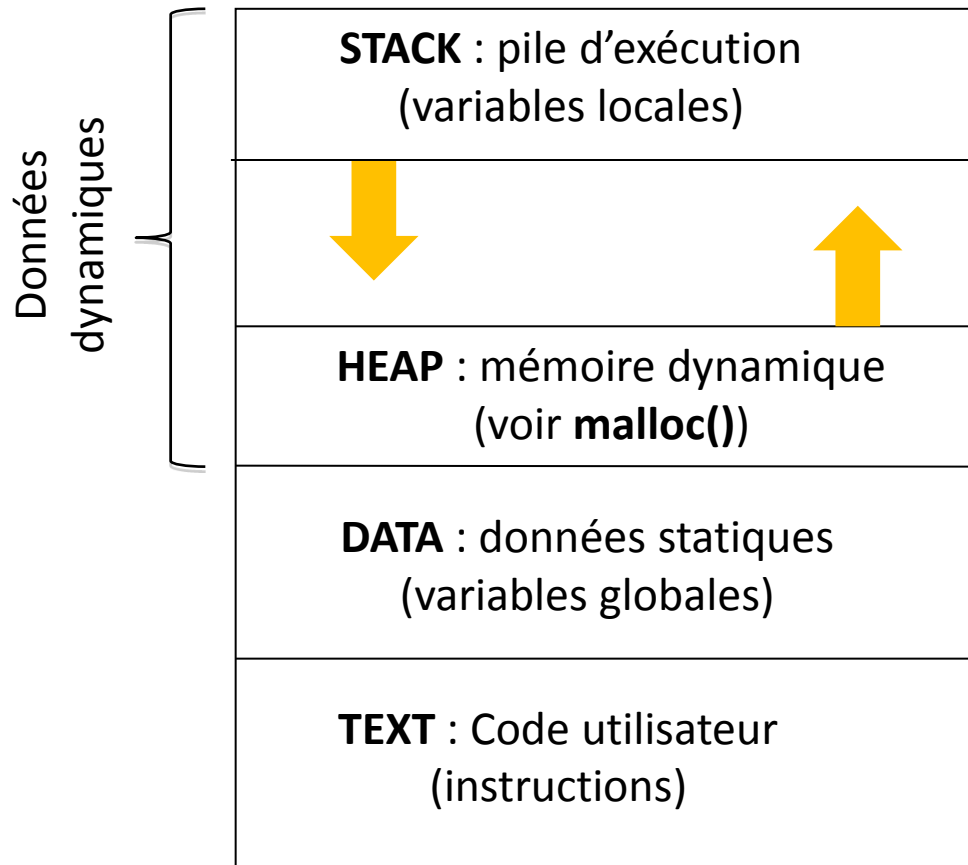 Données
dynamiques
STACK : pile d’exécution
(variables locales)
HEAP : mémoire dynamique
(voir malloc())
DATA : données statiques
(variables globales)
TEXT : Code utilisateur
(instructions)